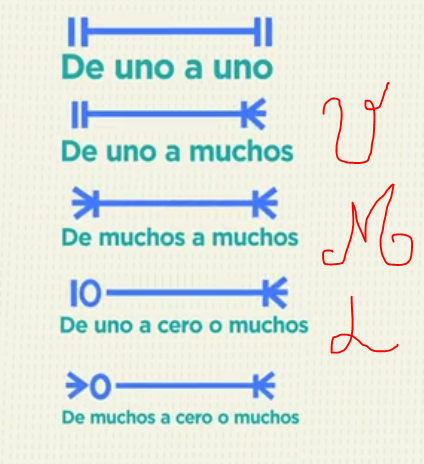 De uno a uno
De uno a muchos
U
De muchos a muchos
M
De uno a cero o muchos
L
De muchos a cero o muchos